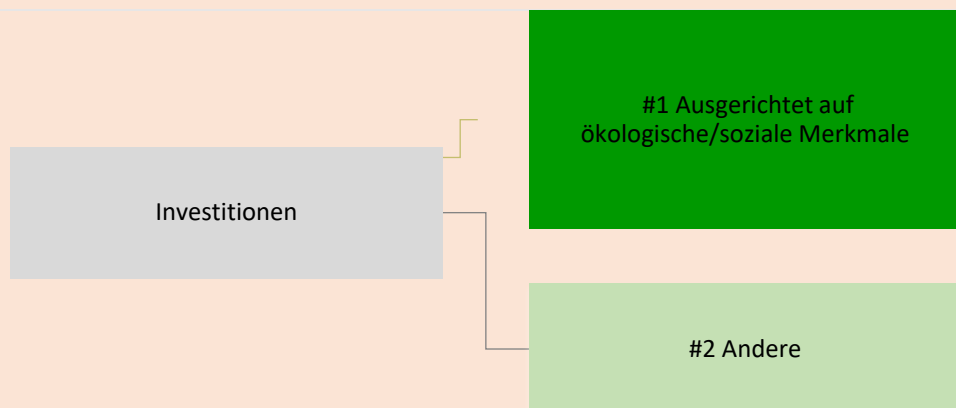 #1 Ausgerichtet auf
ökologische/soziale Merkmale
Investitionen
#2 Andere